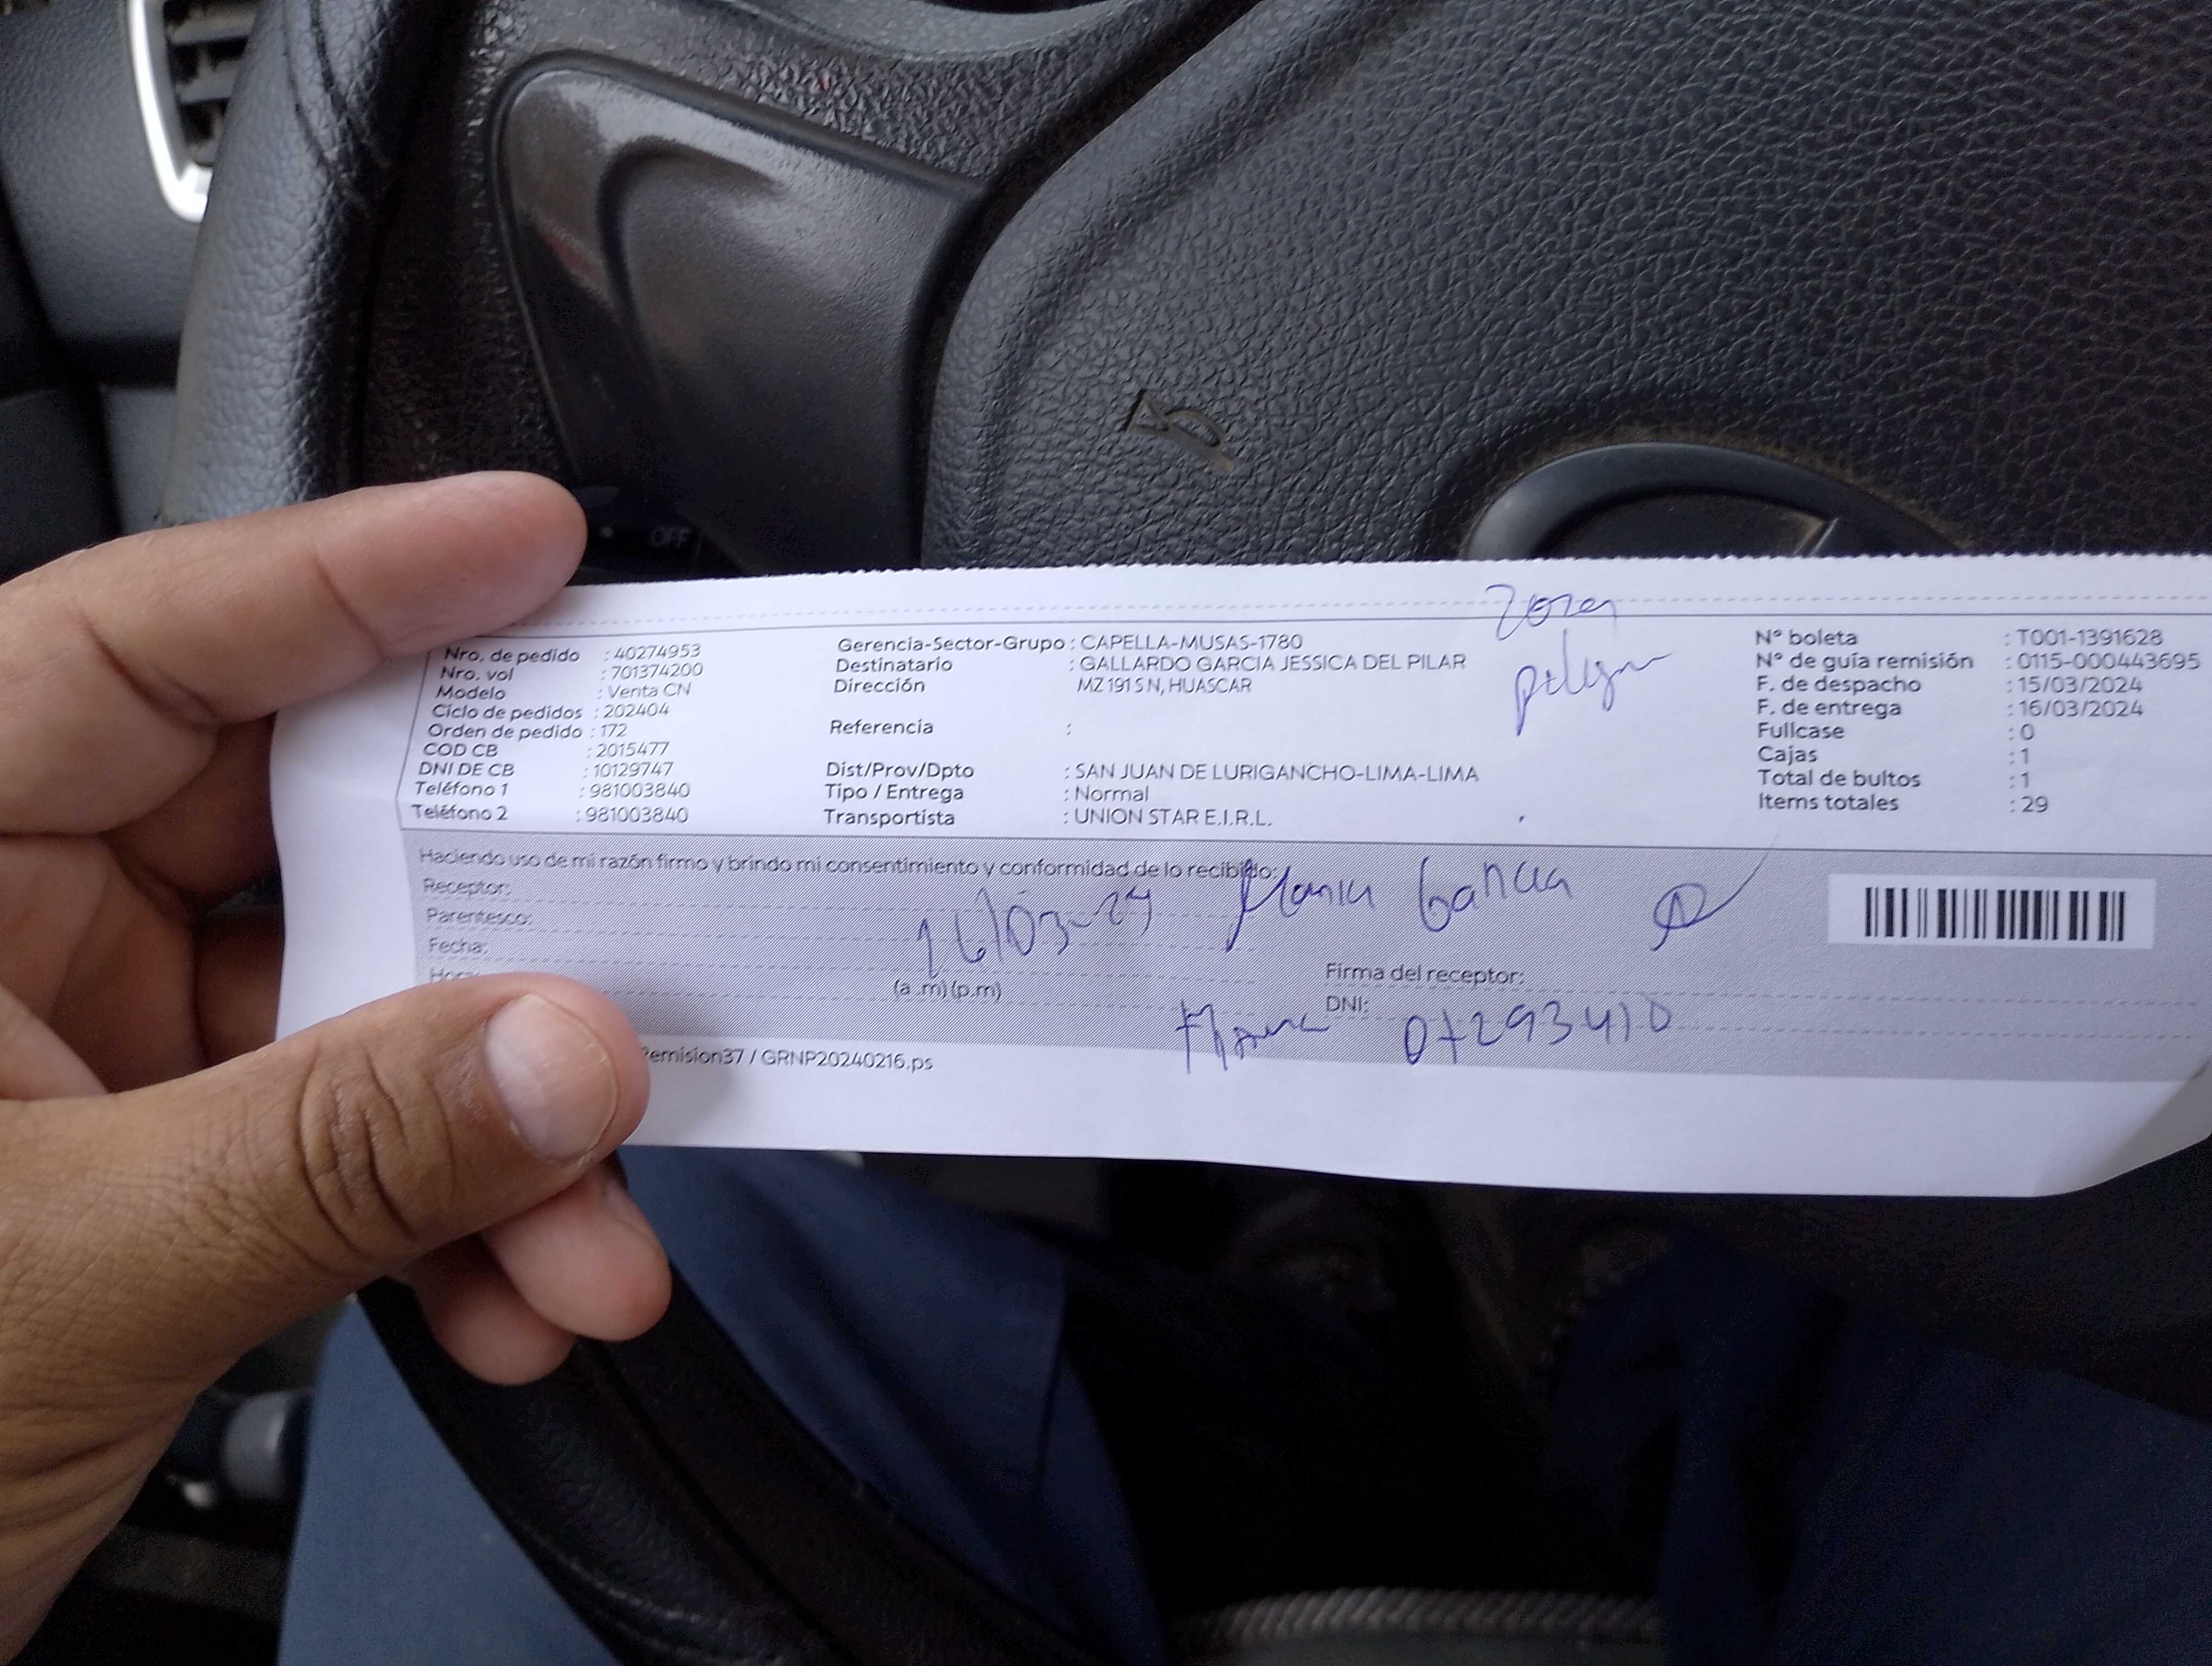 OFF
Nro. de pedido : 40274953
Nro. vol : 701374200
Modelo : Venta CN
Ciclo de pedidos : 202404
Orden de pedido : 172
COD CB : 2015477
DNI DE CB : 10129747
Teléfono 1 : 981003840
Teléfono 2 : 981003840
Gerencia-Sector-Grupo : CAPELLA-MUSAS-1780
Destinatario : GALLARDO GARCIA JESSICA DEL PILAR
Dirección MZ 191 S N, HUASCAR
Referencia :
Dist/Prov/Dpto : SAN JUAN DE LURIGANCHO-LIMA-LIMA
Tipo / Entrega : Normal
Transportista : UNION STAR E.I.R.L.
Zona
N° boleta : T001-1391628
N° de guía remisión : 0115-000443695
F. de despacho : 15/03/2024
F. de entrega : 16/03/2024
Fullcase : 0
Cajas : 1
Total de bultos : 1
Items totales : 29
Haciendo uso de mi razón firmo y brindo mi consentimiento y conformidad de lo recibido:
Receptor:
Parentesco:
Fecha:
Hora:
16/03-24 Maria Garcia
(a .m) (p.m)
Firma del receptor:
DNI:
07293410
Remision37 / GRNP20240216.ps